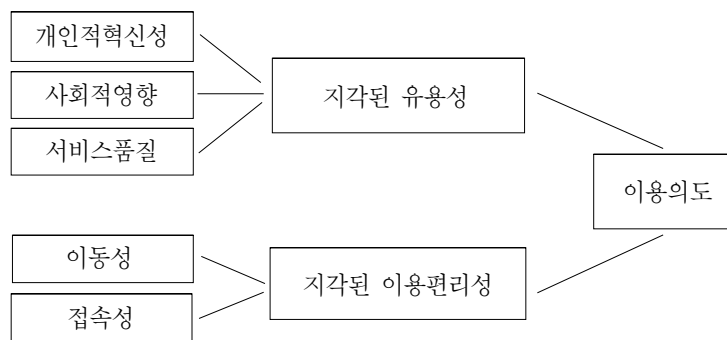 개인적혁신성
사회적영향
서비스품질
지각된 유용성
이용의도
이동성
접속성
지각된 이용편리성